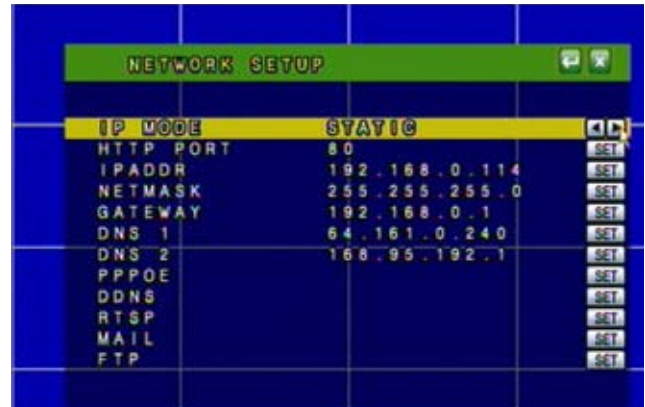 NETWORK SETUP
IP MODE STATIC
HTTP PORT 80 SET
IPADDR 192.168.0.114 SET
NETMASK 255.255.255.0 SET
GATEWAY 192.168.0.1 SET
DNS 1 64.161.0.240 SET
DNS 2 168.95.192.1 SET
PPPOE SET
DDNS SET
RTSP SET
MAIL SET
FTP SET